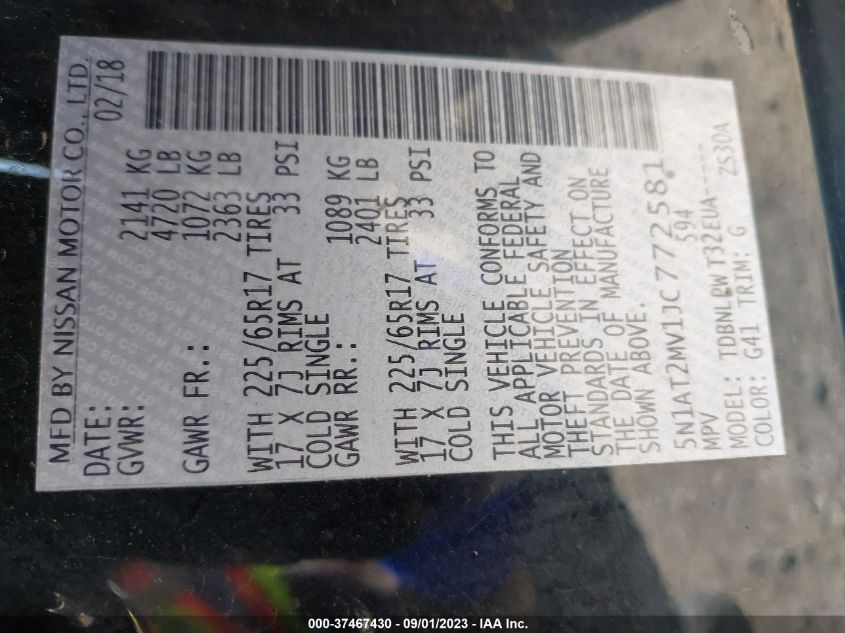 MFD BY NISSAN MOTOR CO., LTD.
DATE: 02/18
GVWR: 2141 KG
4720 LB
GAWR FR.: 1072 KG
2363 LB
WITH 225/65R17 TIRES
17 X 7J RIMS AT 33 PSI
COLD SINGLE
GAWR RR.: 1089 KG
2401 LB
WITH 225/65R17 TIRES
17 X 7J RIMS AT 33 PSI
COLD SINGLE
THIS VEHICLE CONFORMS TO
ALL APPLICABLE FEDERAL
MOTOR VEHICLE SAFETY AND
THEFT PREVENTION
STANDARDS IN EFFECT ON
THE DATE OF MANUFACTURE
SHOWN ABOVE.
5N1AT2MV1JC772581
MPV 594
MODEL: TDBNLRW T32EUA-----
COLOR: G41 TRIM: G ZS30A
000-37467430 - 09/01/2023 - IAA Inc.